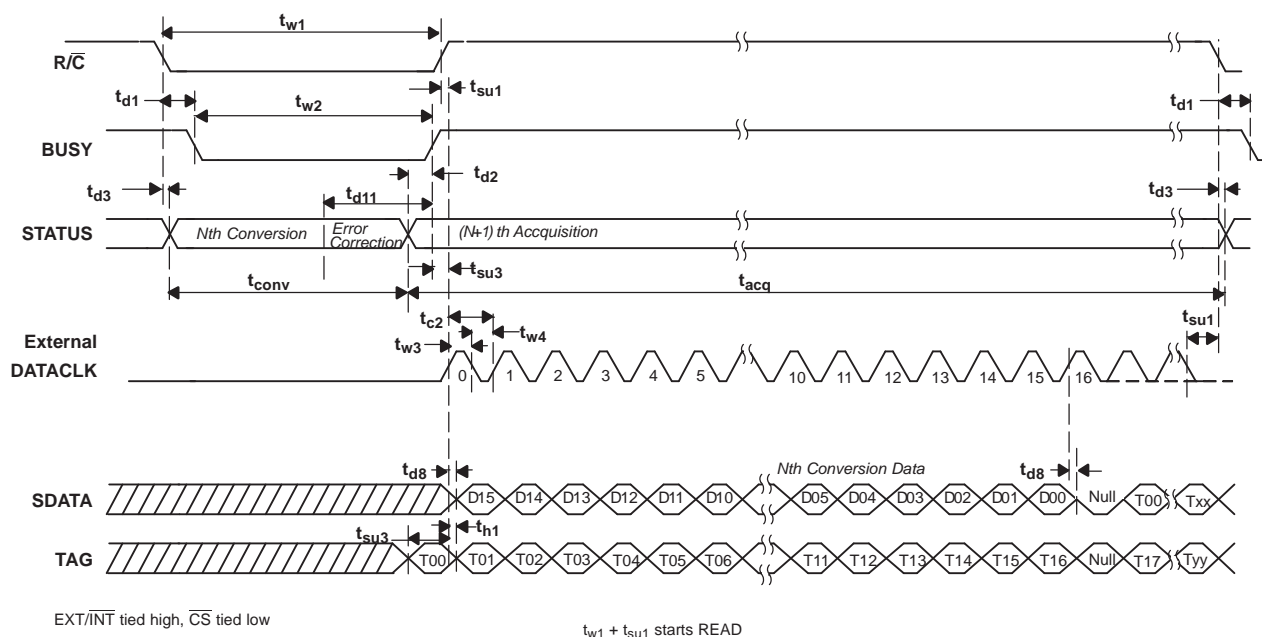 tw1
R/C
tsu1
td1
tw2
td1
BUSY
td2
td3
td11
td3
STATUS
Nth Conversion
Error
Correction
(N+1) th Accquisition
tsu3
tconv
tacq
tc2
tsu1
External
tw4
tw3
DATACLK
0 1 2 3 4 5 10 11 12 13 14 15 16
td8
Nth Conversion Data
td8
SDATA
D15 D14 D13 D12 D11 D10 D05 D04 D03 D02 D01 D00 Null T00 Txx
tsu3
th1
TAG
T00 T01 T02 T03 T04 T05 T06 T11 T12 T13 T14 T15 T16 Null T17 Tyy
EXT/INT tied high, CS tied low
tw1 + tsu1 starts READ